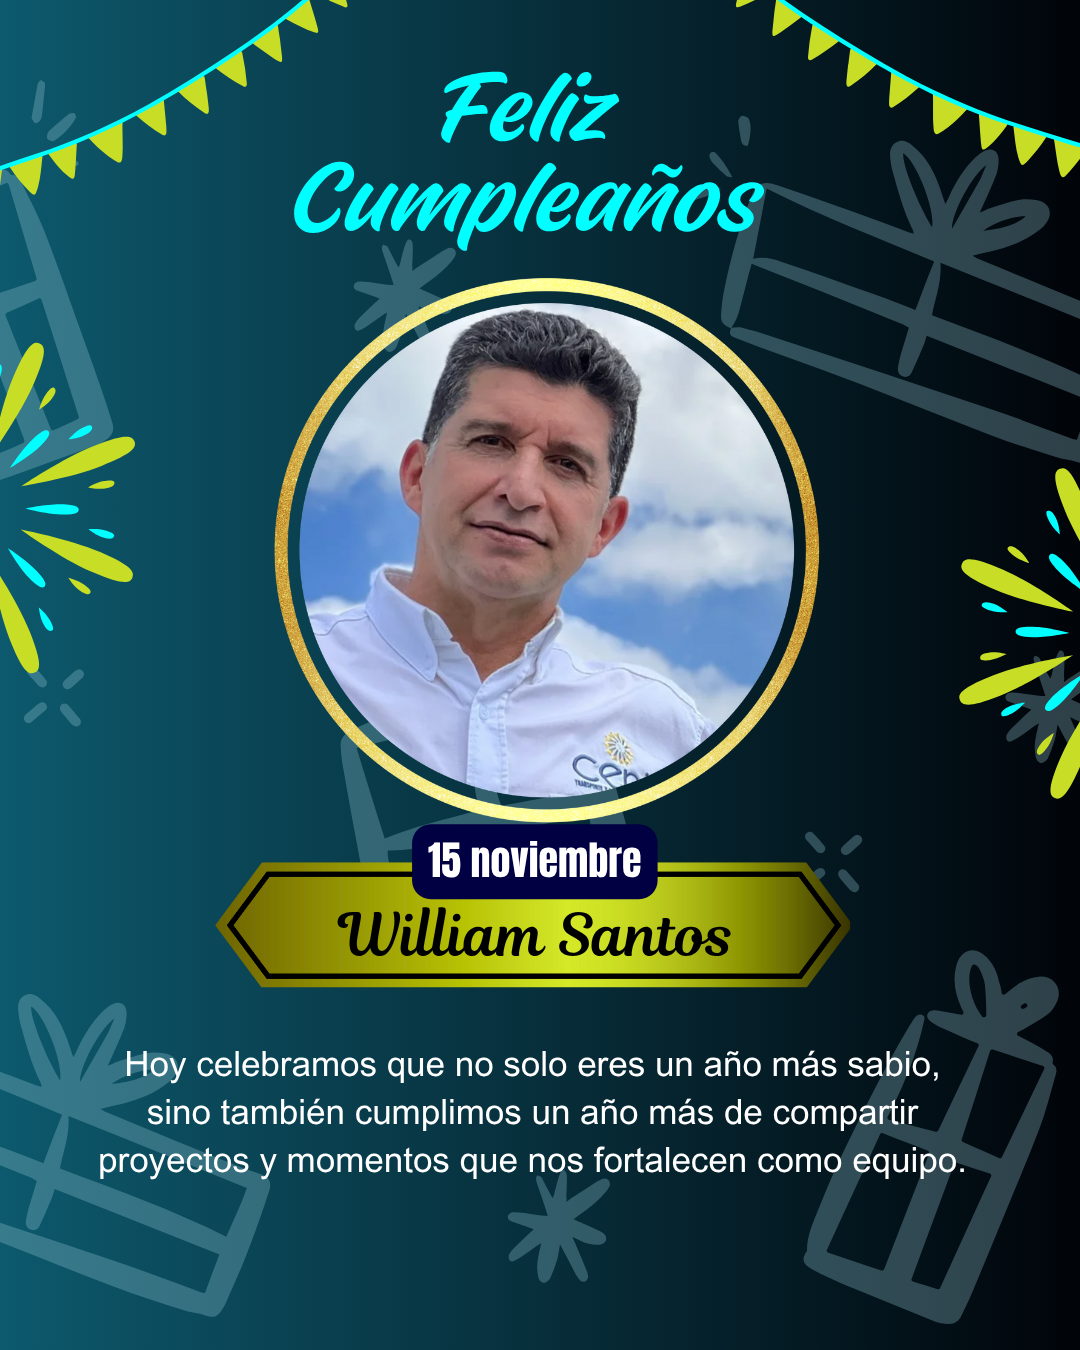 Feliz
Cumpleaños
15 noviembre
William Santos
Hoy celebramos que no solo eres un año más sabio,
sino también cumplimos un año más de compartir
proyectos y momentos que nos fortalecen como equipo.